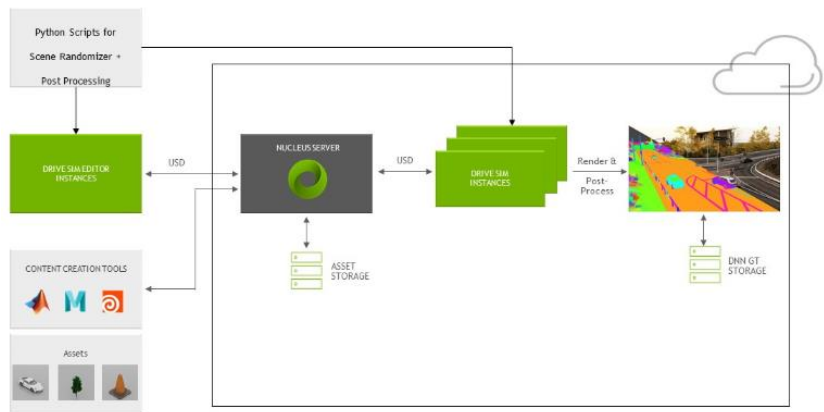 Python Scripts for
Scene Randomizer +
Post Processing
DRIVE SIM EDITOR
INSTANCES
USD
NUCLEUS SERVER
USD
DRIVE SIM
INSTANCES
Render &
Post-
Process
ASSET
STORAGE
DNN GT
STORAGE
CONTENT CREATION TOOLS
M
Assets